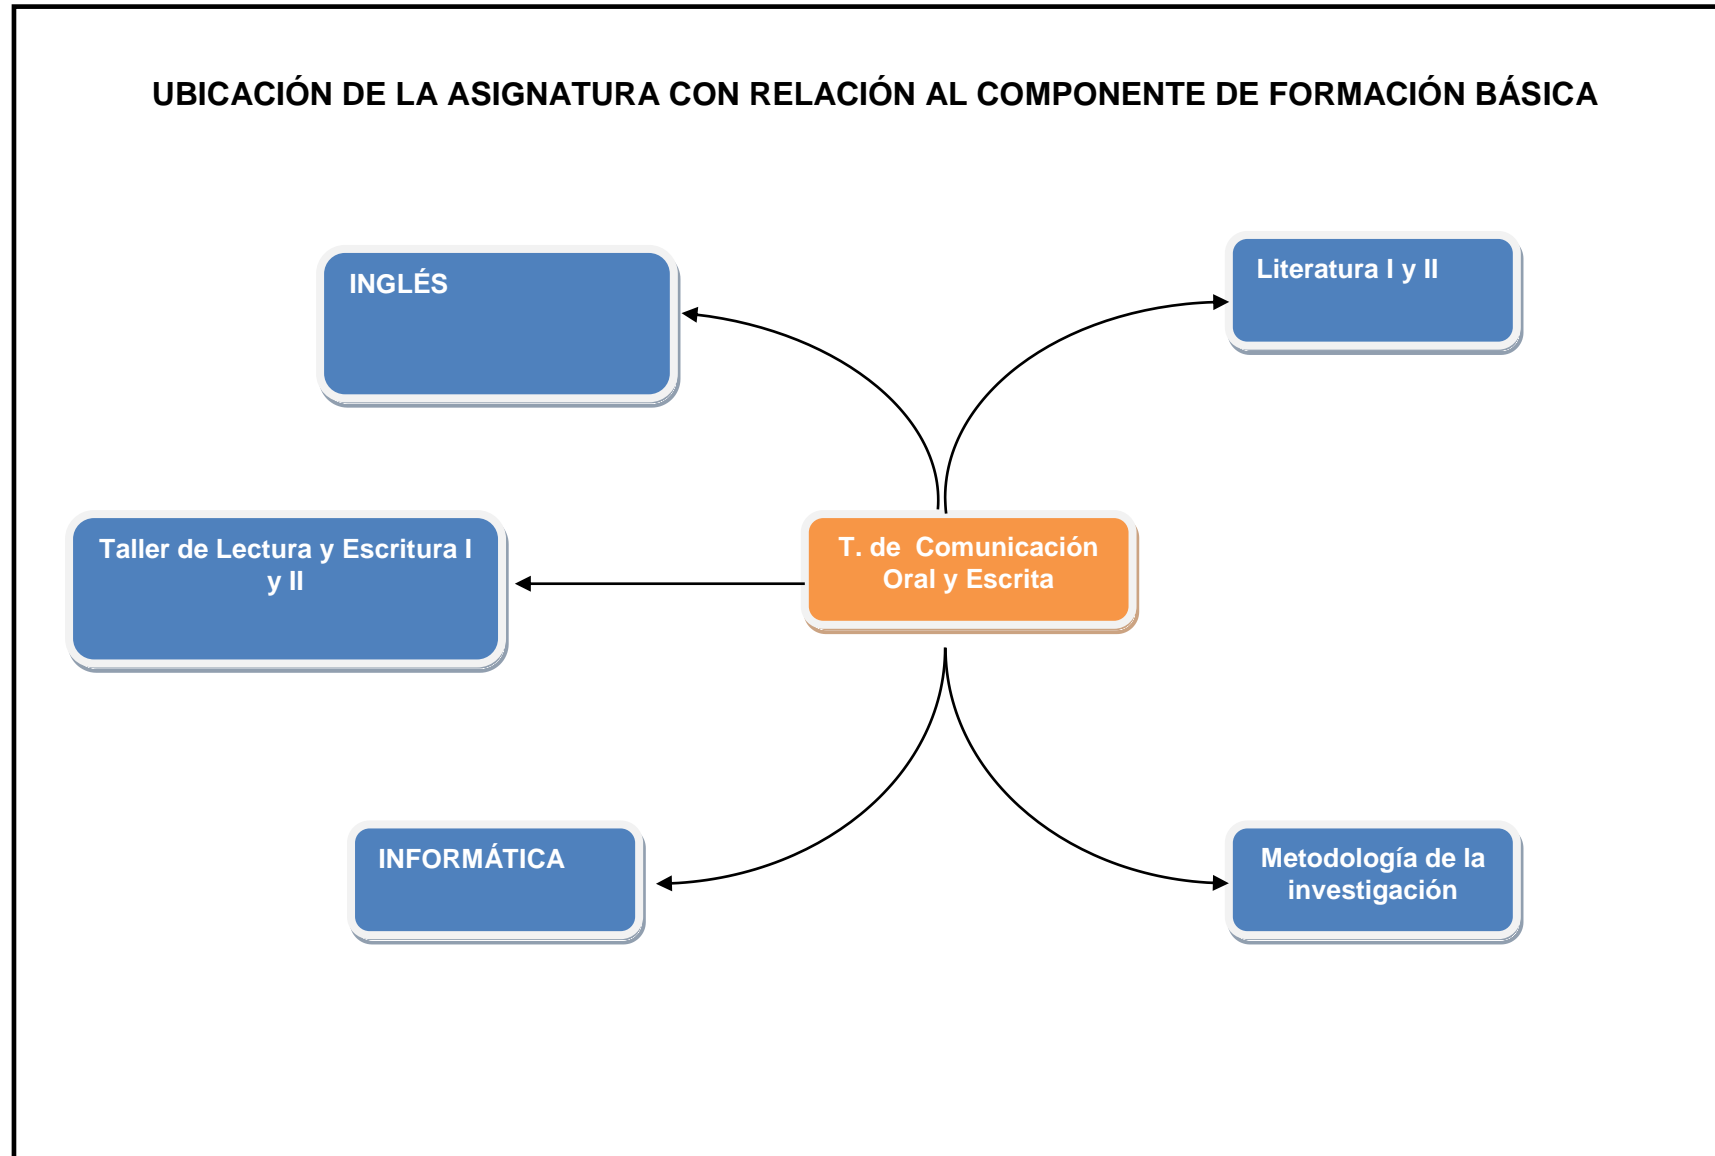 UBICACIÓN DE LA ASIGNATURA CON RELACIÓN AL COMPONENTE DE FORMACIÓN BÁSICA
INGLÉS
Literatura I y II
Taller de Lectura y Escritura I
y II
T. de  Comunicación
Oral y Escrita
INFORMÁTICA
Metodología de la
investigación